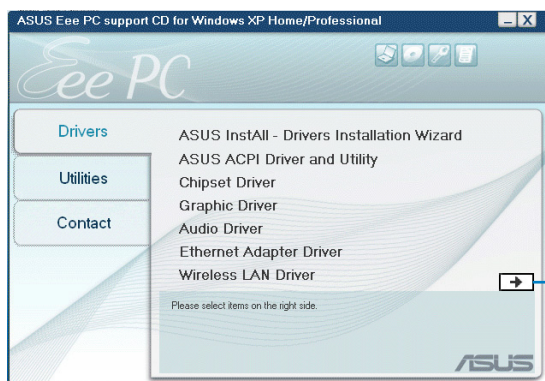 ASUS Eee PC support CD for Windows XP Home/Professional
Eee PC
Drivers
Utilities
Contact
ASUS InstAll - Drivers Installation Wizard
ASUS ACPI Driver and Utility
Chipset Driver
Graphic Driver
Audio Driver
Ethernet Adapter Driver
Wireless LAN Driver
Please select items on the right side.
ASUS